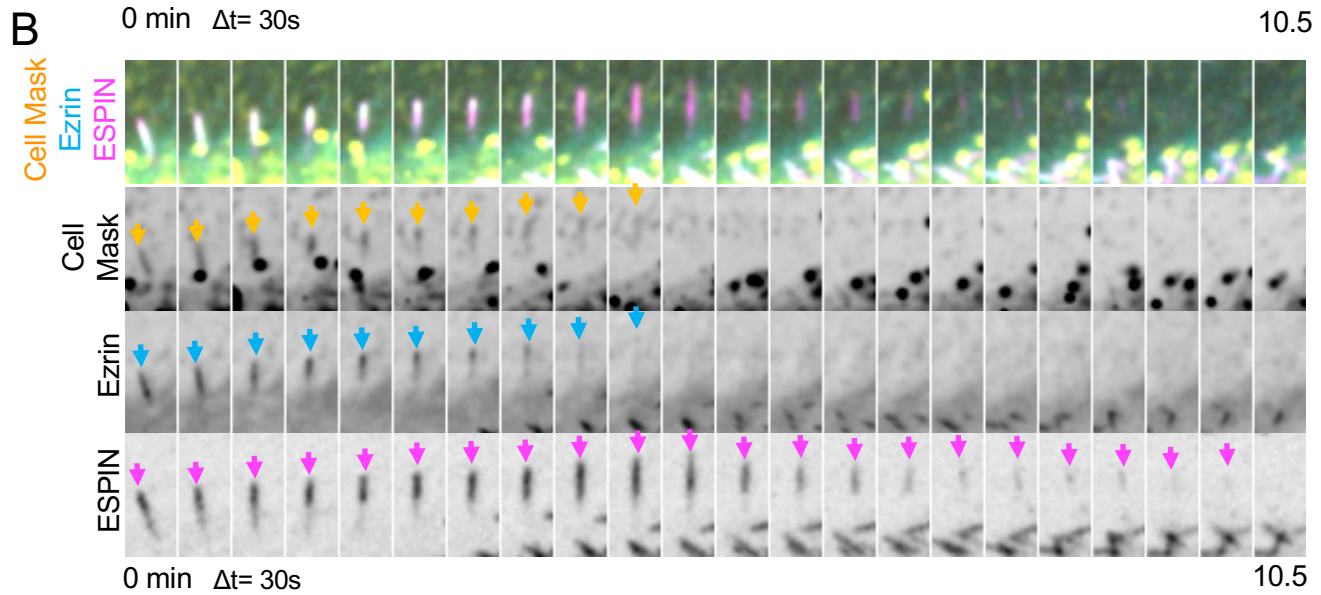 B
0 min Δt= 30s 10.5
Cell Mask
Ezrin
ESPIN
Cell
Mask
Ezrin
ESPIN
0 min Δt= 30s 10.5